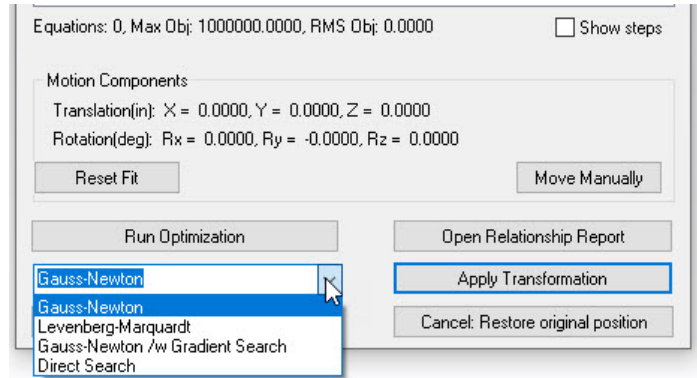 Equations: 0, Max Obj: 1000000.0000, RMS Obj: 0.0000
Show steps
Motion Components
Translation(in): X = 0.0000, Y = 0.0000, Z = 0.0000
Rotation(deg): Rx = 0.0000, Ry = -0.0000, Rz = 0.0000
Reset Fit
Move Manually
Run Optimization
Open Relationship Report
Gauss-Newton
Apply Transformation
Gauss-Newton
Levenberg-Marquardt
Gauss-Newton /w Gradient Search
Direct Search
Cancel: Restore original position